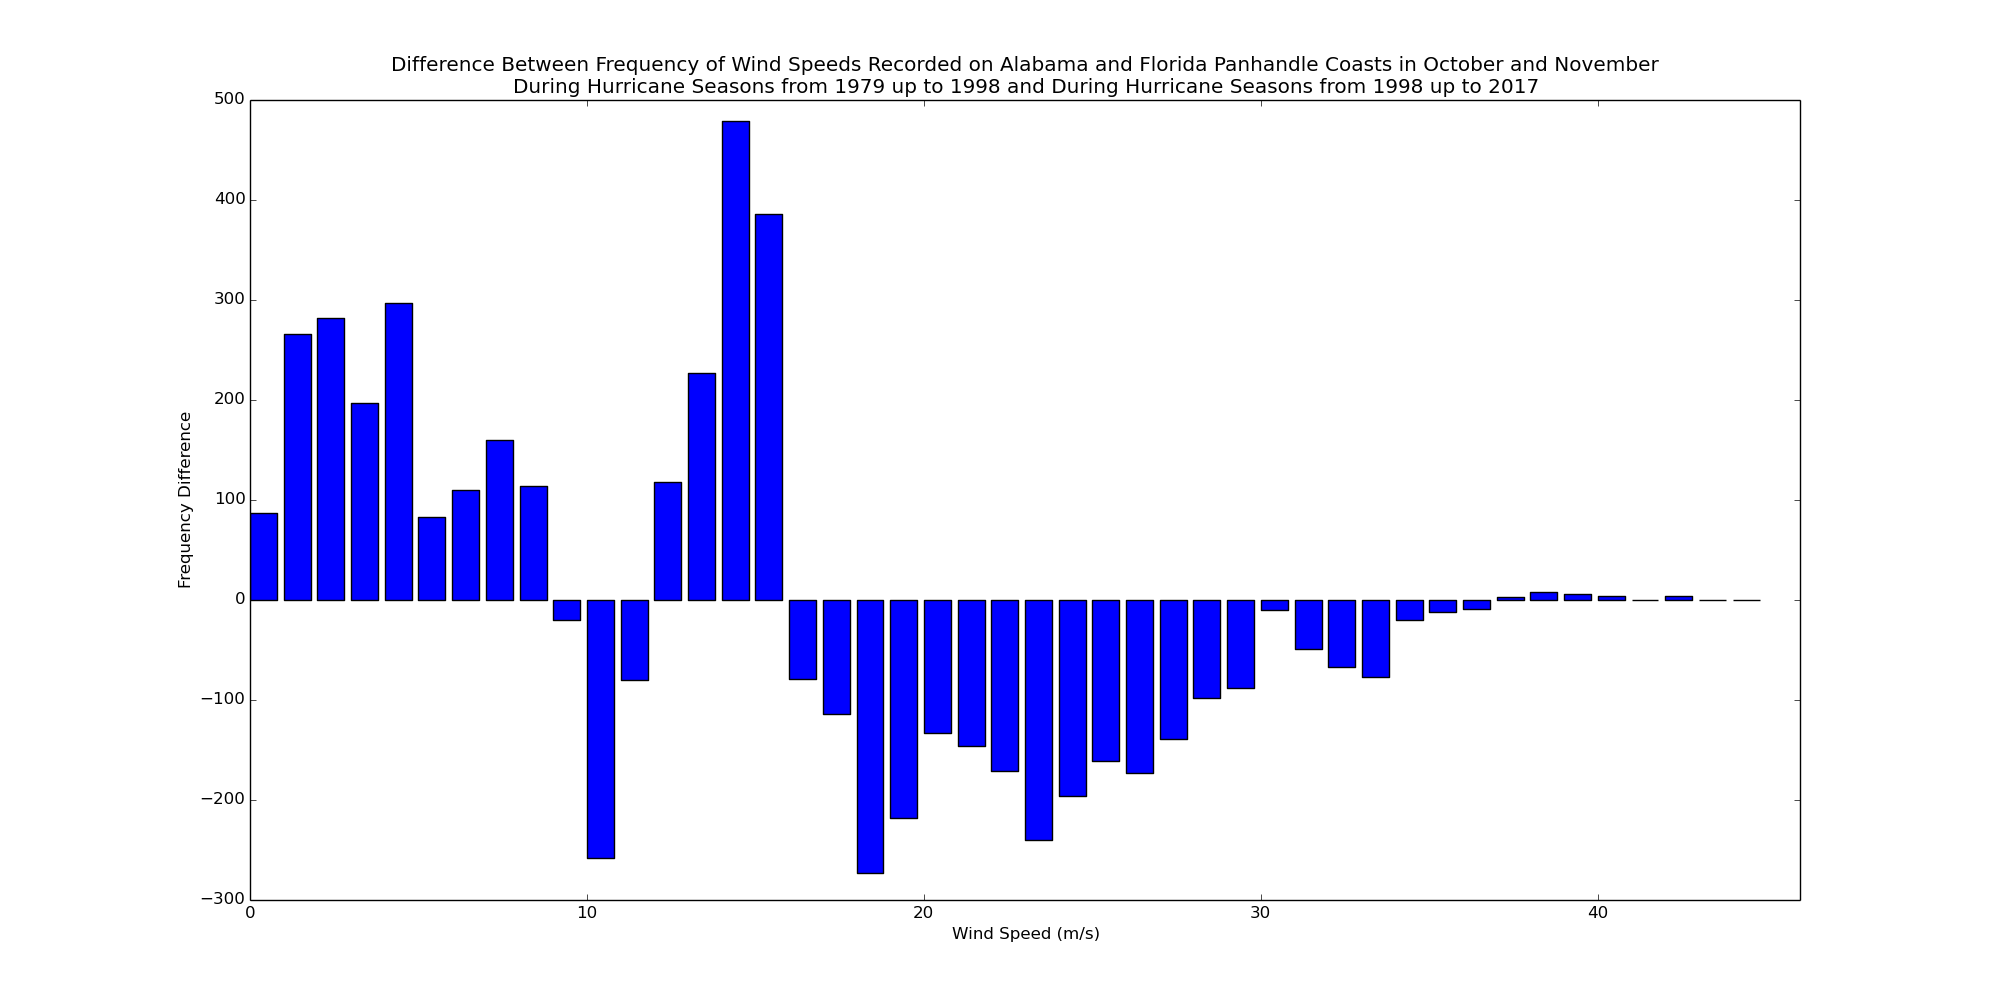 Difference Between Frequency of Wind Speeds Recorded on Alabama and Florida Panhandle Coasts in October and November
During Hurricane Seasons from 1979 up to 1998 and During Hurricane Seasons from 1998 up to 2017
500
400
300
200
100
0
−100
−200
−300
Frequency Difference
0 10 20 30 40
Wind Speed (m/s)